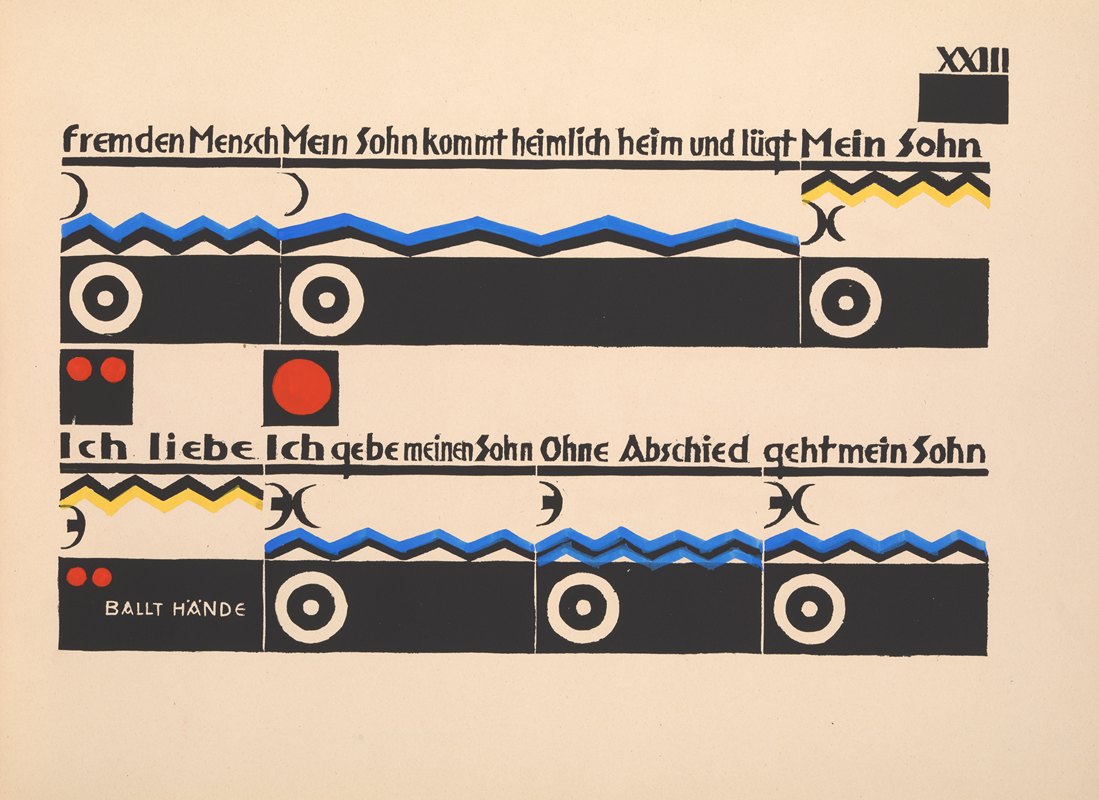 XXIII
fremden Mensch Mein Sohn kommt heimlich heim und lügt Mein Sohn
Ich liebe Ich gebe meinen Sohn Ohne Abschied geht mein Sohn
BALLT HÄNDE